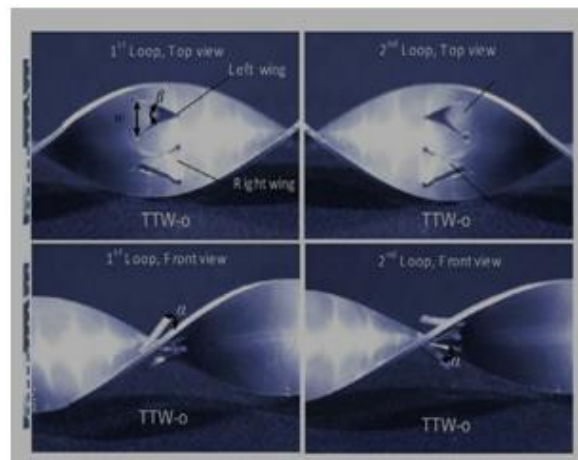 1st Loop, Top view
Left wing
β
w
Right wing
TTW-o
2nd Loop, Top view
TTW-o
1st Loop, Front view
α
TTW-o
2nd Loop, Front view
α
TTW-o